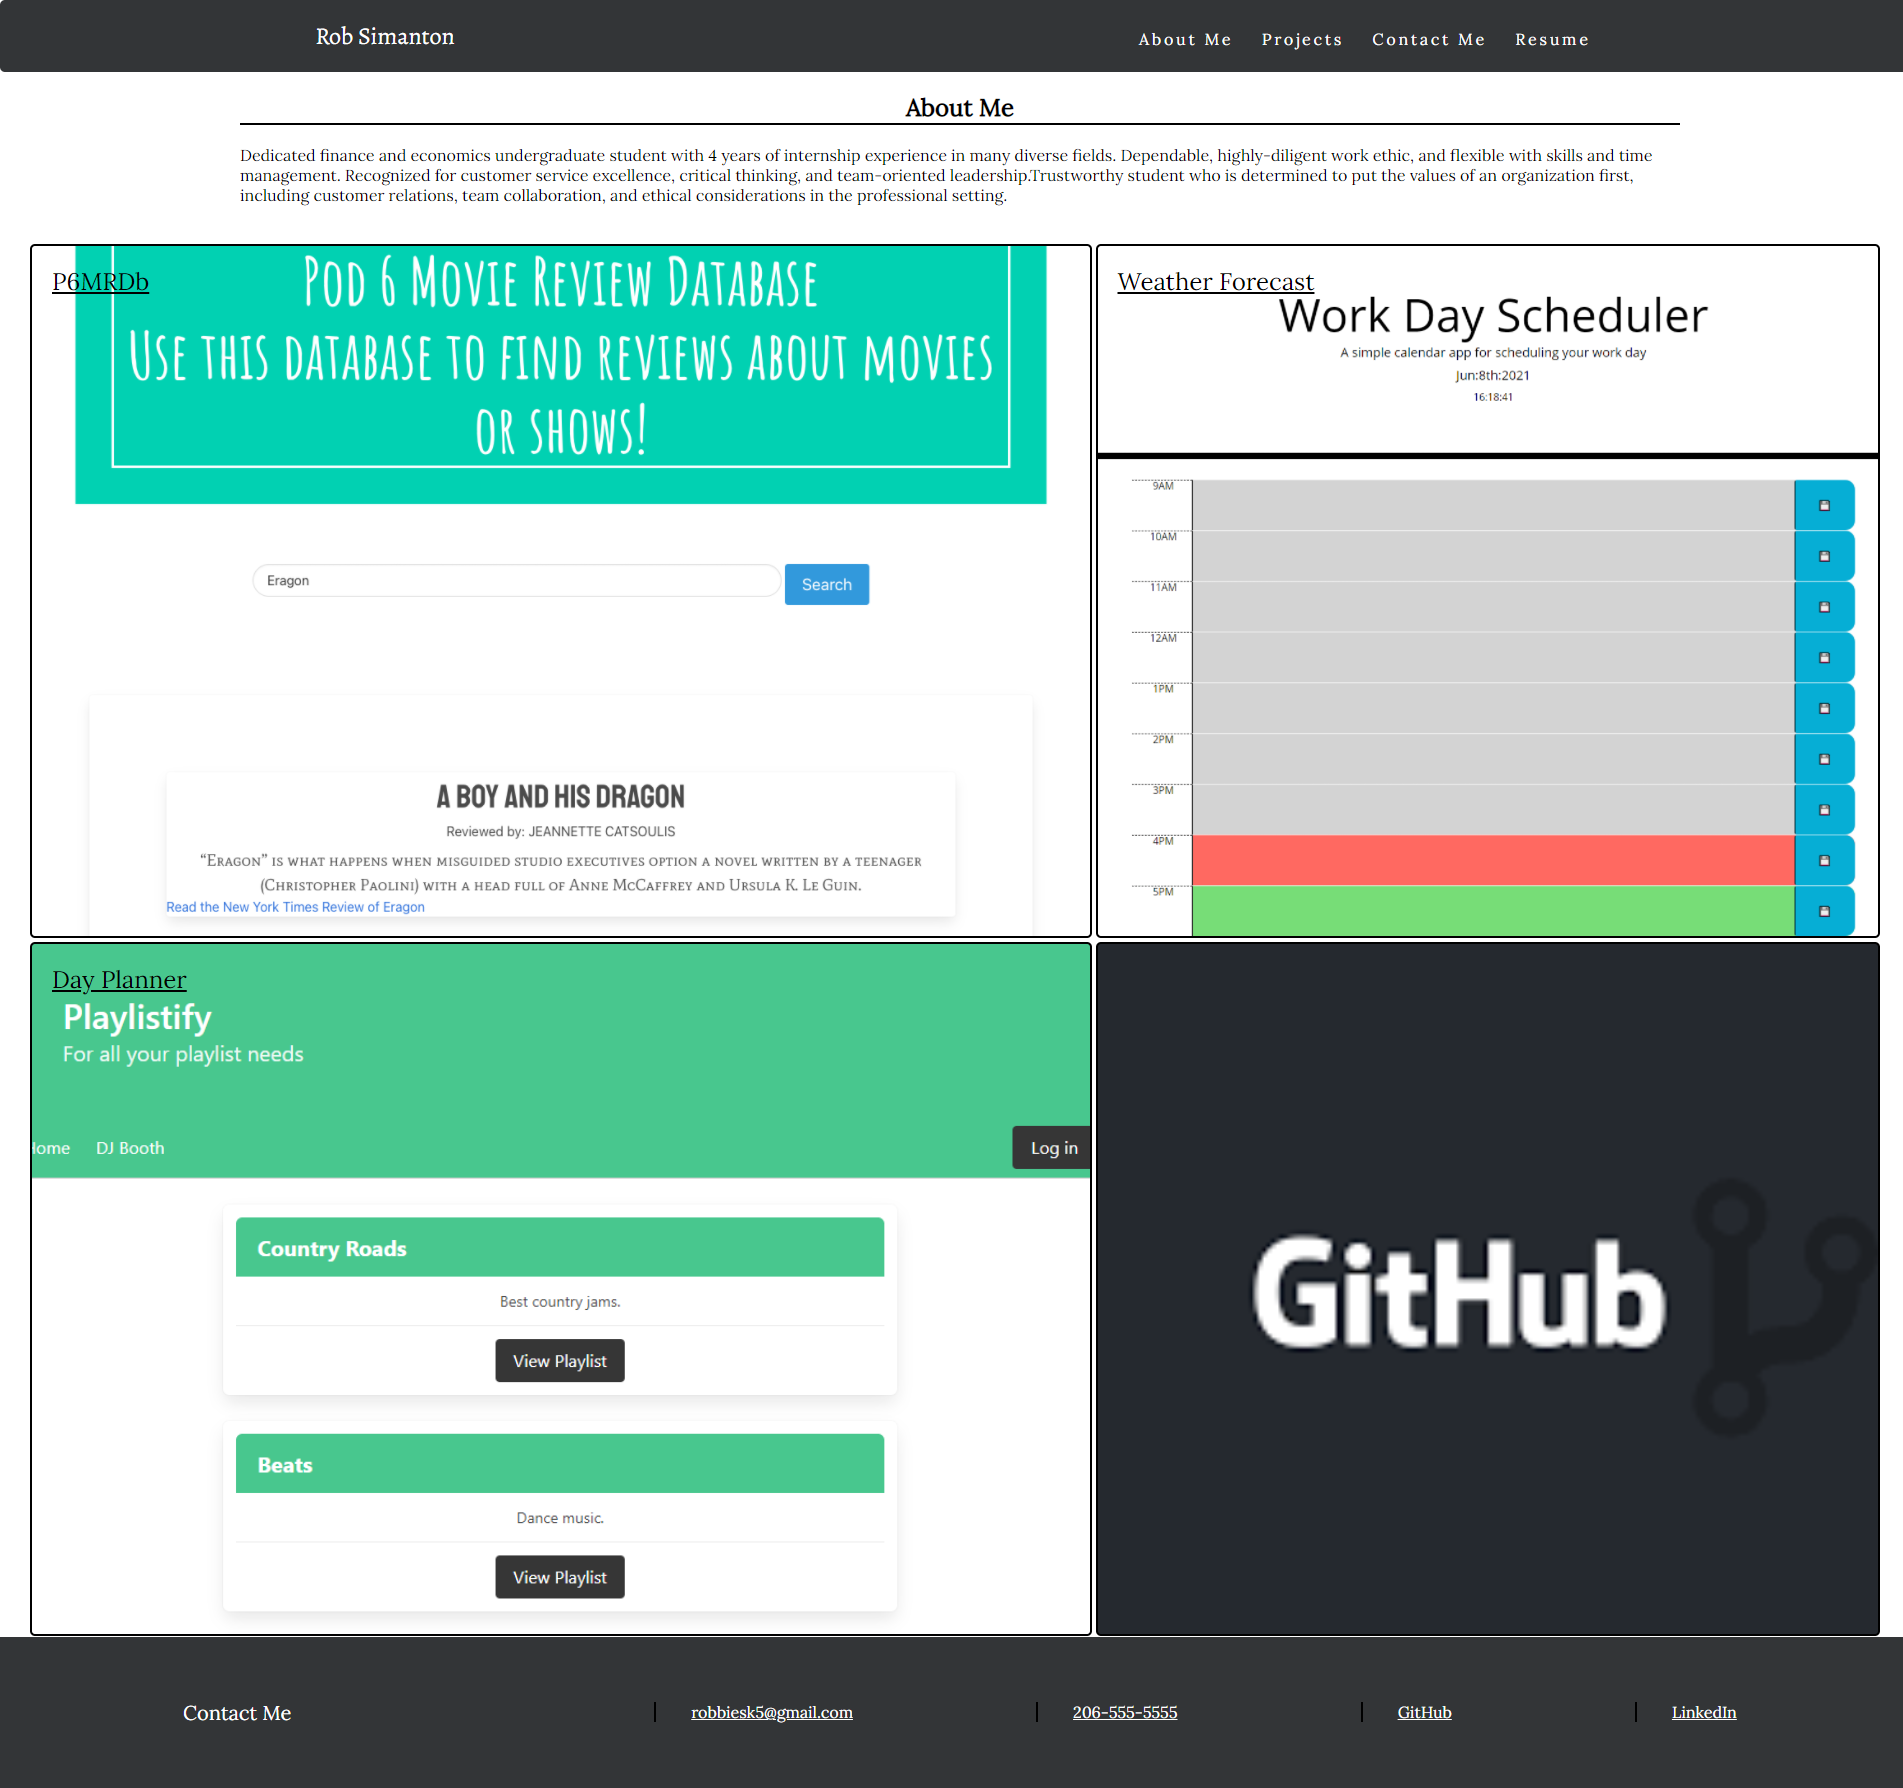 Rob Simanton
About Me Projects Contact Me Resume
About Me
Dedicated finance and economics undergraduate student with 4 years of internship experience in many diverse fields. Dependable, highly-diligent work ethic, and flexible with skills and time
management. Recognized for customer service excellence, critical thinking, and team-oriented leadership.Trustworthy student who is determined to put the values of an organization first,
including customer relations, team collaboration, and ethical considerations in the professional setting.
P6MRDb
Pod 6 Movie Review Database
Use this database to find reviews about movies
or shows!
Eragon
Search
A BOY AND HIS DRAGON
Reviewed by: JEANNETTE CATSOULIS
“Eragon” is what happens when misguided studio executives option a novel written by a teenager
(Christopher Paolini) with a head full of Anne McCaffrey and Ursula K. Le Guin.
Read the New York Times Review of Eragon
Weather Forecast
Work Day Scheduler
A simple calendar app for scheduling your work day
Jun:8th:2021
16:18:41
9AM
10AM
11AM
12AM
1PM
2PM
3PM
4PM
5PM
Day Planner
Playlistify
For all your playlist needs
Home DJ Booth
Log in
Country Roads
Best country jams.
View Playlist
Beats
Dance music.
View Playlist
GitHub
Contact Me
robbiesk5@gmail.com
206-555-5555
GitHub
LinkedIn